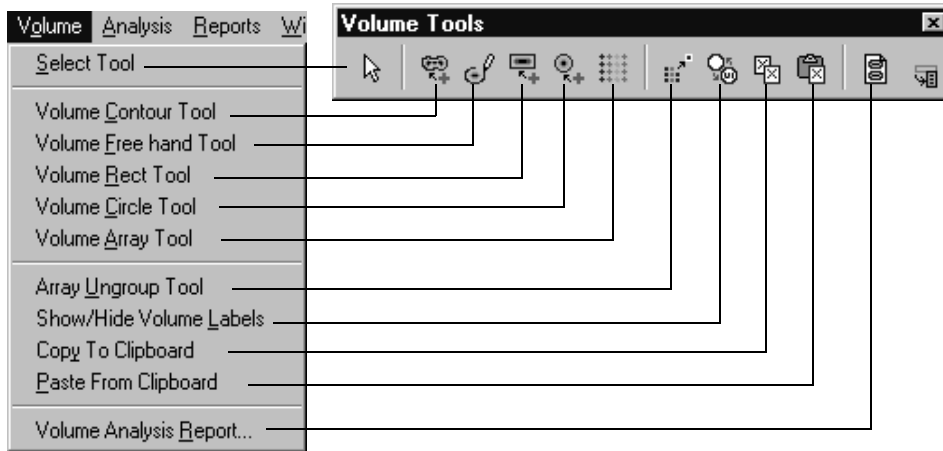 Volume Analysis Reports Wi
Volume Tools
Select Tool
Volume Contour Tool
Volume Free hand Tool
Volume Rect Tool
Volume Circle Tool
Volume Array Tool
Array Ungroup Tool
Show/Hide Volume Labels
Copy To Clipboard
Paste From Clipboard
Volume Analysis Report...